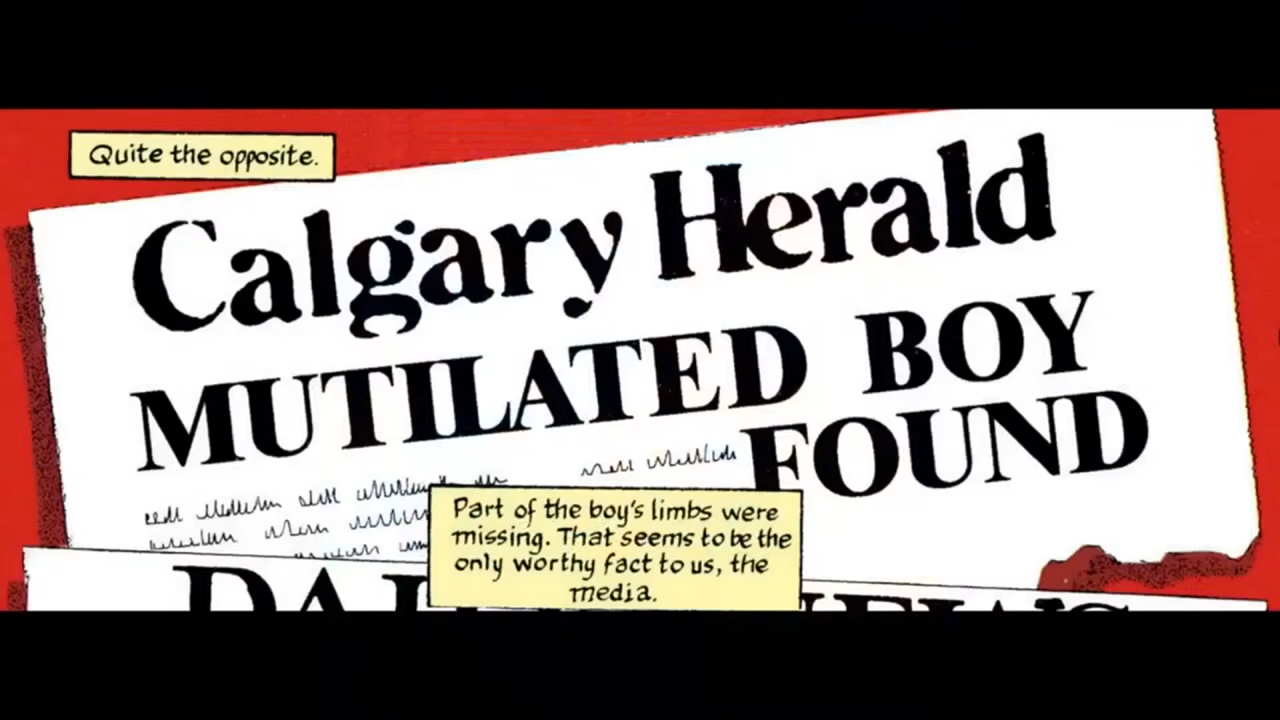 Quite the opposite.
Calgary Herald
MUTILATED BOY
FOUND
Part of the boy's limbs were
missing. That seems to be the
only worthy fact to us, the
media.